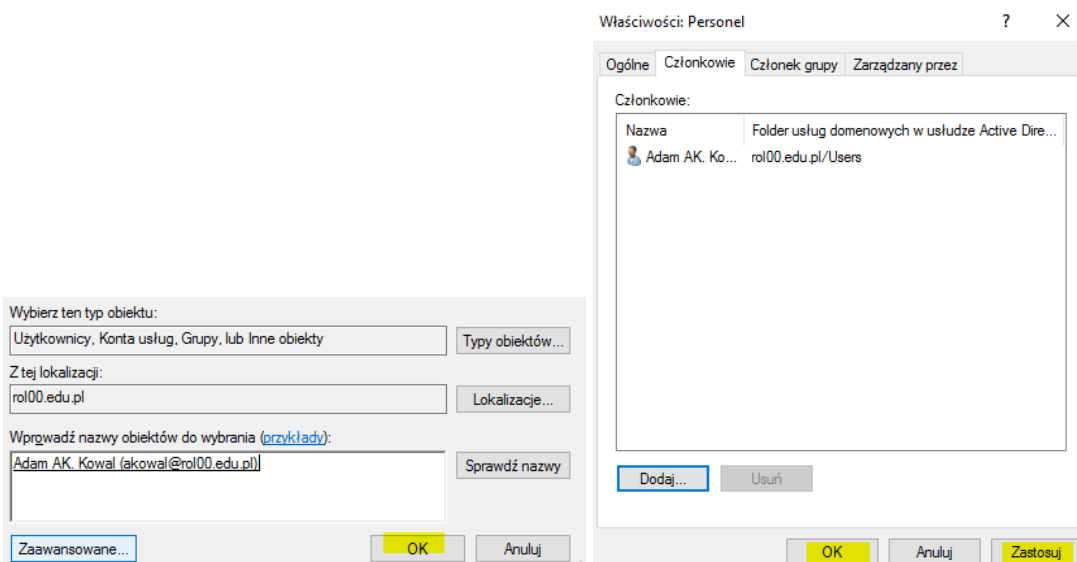 Wybierz ten typ obiektu:
Użytkownicy, Konta usług, Grupy, lub Inne obiekty
Typy obiektów...
Z tej lokalizacji:
rol00.edu.pl
Lokalizacje...
Wprowadź nazwy obiektów do wybrania (przykłady):
Adam AK. Kowal (akowal@rol00.edu.pl)
Sprawdź nazwy
Zaawansowane...
OK
Anuluj
Właściwości: Personel
?
Ogólne
Członkowie
Członek grupy
Zarządzany przez
Członkowie:
Nazwa
Folder usług domenowych w usłudze Active Dire...
Adam AK. Ko...
rol00.edu.pl/Users
Dodaj...
Usuń
OK
Anuluj
Zastosuj